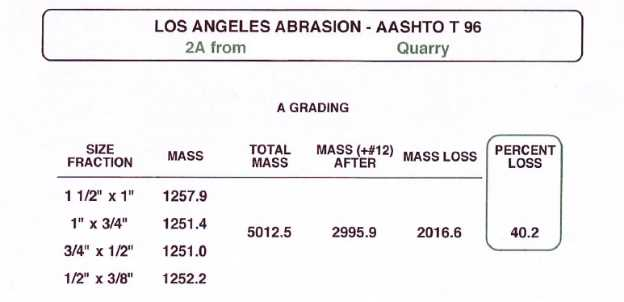 LOS ANGELES ABRASION - AASHTO T 96
2A from Quarry
A GRADING
SIZE FRACTION MASS TOTAL MASS MASS (+#12) AFTER MASS LOSS PERCENT LOSS
1 1/2" x 1" 1257.9
1" x 3/4" 1251.4
5012.5 2995.9 2016.6 40.2
3/4" x 1/2" 1251.0
1/2" x 3/8" 1252.2